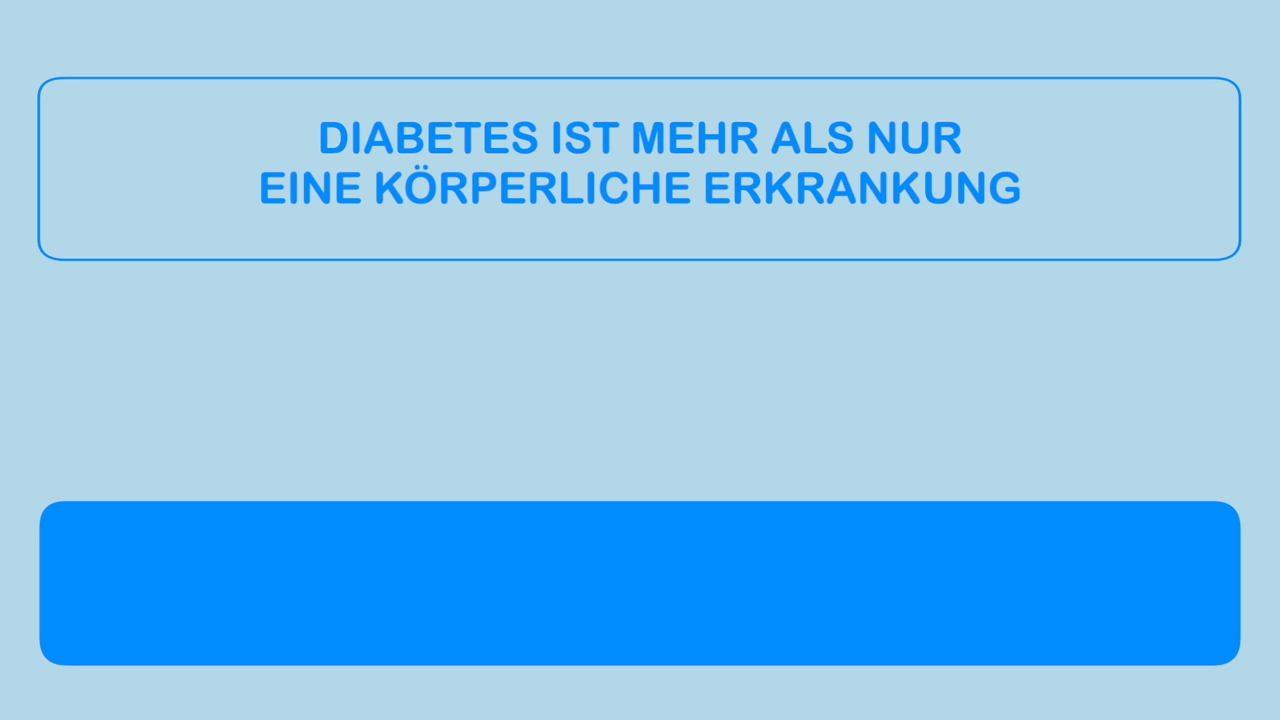 DIABETES IST MEHR ALS NUR
EINE KÖRPERLICHE ERKRANKUNG